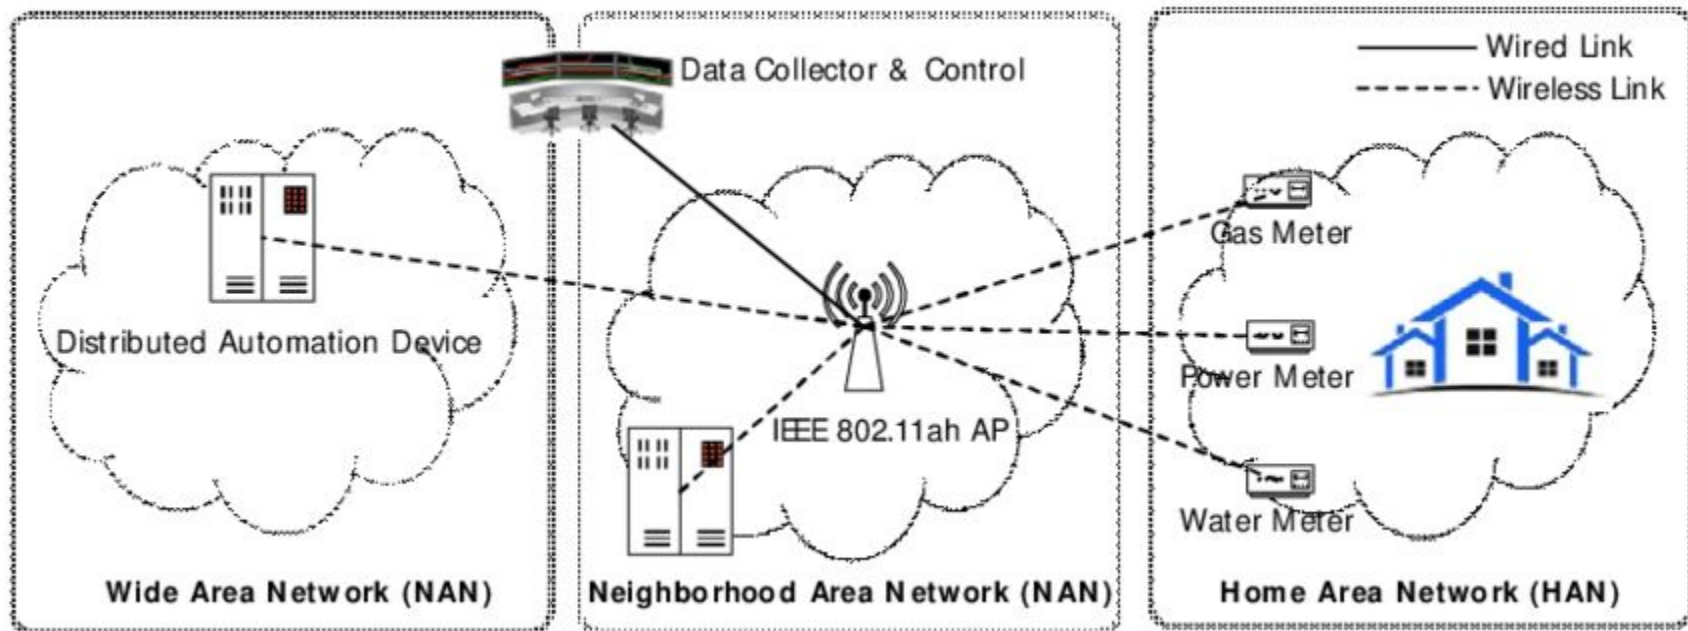 Data Collector & Control
Wired Link
Wireless Link
Gas Meter
Distributed Automation Device
Power Meter
IEEE 802.11ah AP
Water Meter
Wide Area Network (NAN)
Neighborhood Area Network (NAN)
Home Area Network (HAN)